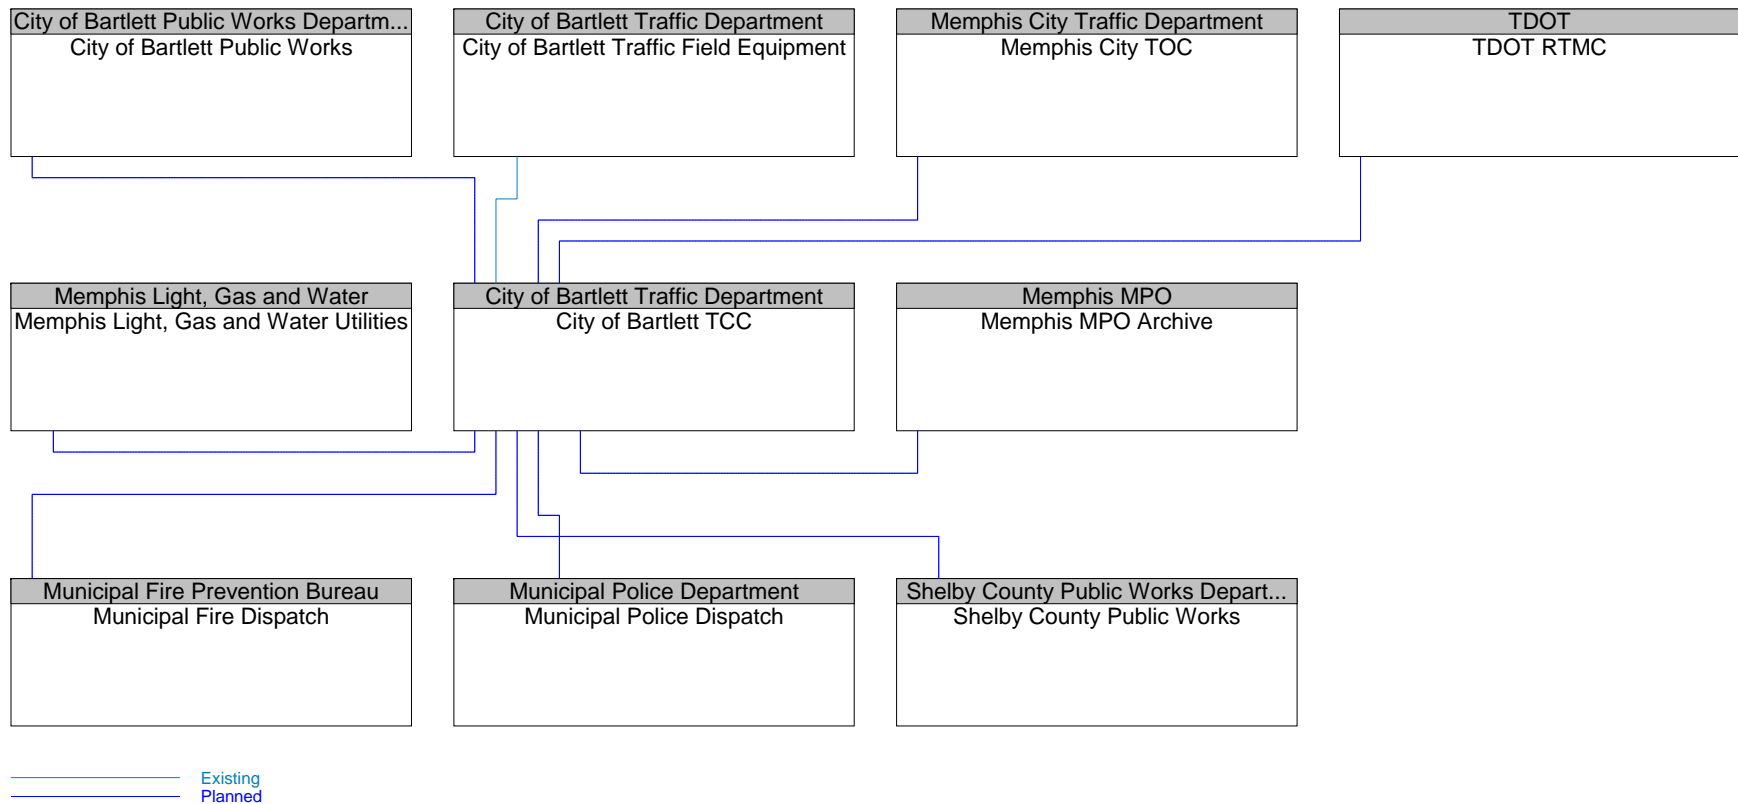 City of Bartlett Public Works Departm...
City of Bartlett Public Works
City of Bartlett Traffic Department
City of Bartlett Traffic Field Equipment
Memphis City Traffic Department
Memphis City TOC
TDOT
TDOT RTMC
Memphis Light, Gas and Water
Memphis Light, Gas and Water Utilities
City of Bartlett Traffic Department
City of Bartlett TCC
Memphis MPO
Memphis MPO Archive
Municipal Fire Prevention Bureau
Municipal Fire Dispatch
Municipal Police Department
Municipal Police Dispatch
Shelby County Public Works Depart...
Shelby County Public Works
Existing
Planned